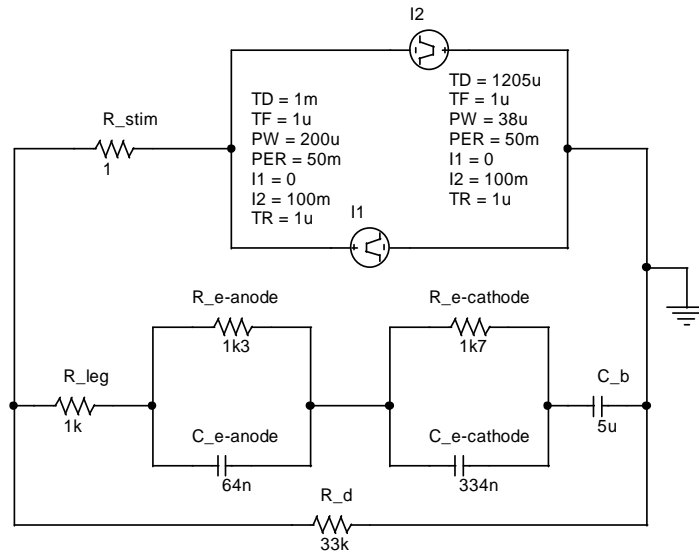 I2
TD = 1m
TF = 1u
PW = 200u
PER = 50m
I1 = 0
I2 = 100m
TR = 1u
TD = 1205u
TF = 1u
PW = 38u
PER = 50m
I1 = 0
I2 = 100m
TR = 1u
R_stim
1
I1
R_e-anode
1k3
R_e-cathode
1k7
R_leg
1k
C_b
5u
C_e-anode
64n
C_e-cathode
334n
R_d
33k